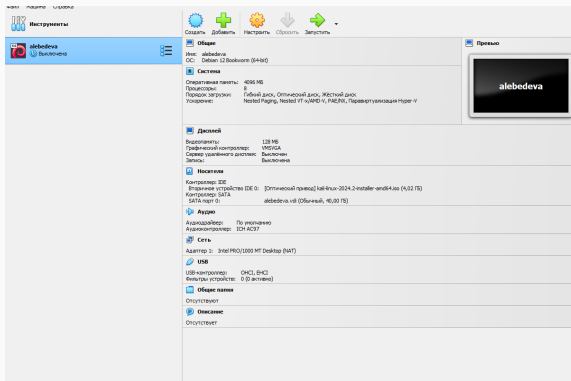 Файл Машина Справка
Инструменты
Создать Добавить Настроить Сбросить Запустить
alebedeva
Выключена
Общие
Имя: alebedeva
ОС: Debian 12 Bookworm (64-bit)
Система
Оперативная память: 4096 МБ
Процессоры: 8
Порядок загрузки: Гибкий диск, Оптический диск, Жёсткий диск
Ускорение: Nested Paging, Nested VT-x/AMD-V, PAE/NX, Паравиртуализация Hyper-V
Превью
alebedeva
Дисплей
Видеопамять: 128 МБ
Графический контроллер: VMSVGA
Сервер удалённого дисплея: Выключен
Запись: Выключена
Носители
Контроллер: IDE
Вторичное устройство IDE 0: [Оптический привод] kali-linux-2024.2-installer-amd64.iso (4,02 ГБ)
Контроллер: SATA
SATA порт 0: alebedeva.vdi (Обычный, 40,00 ГБ)
Аудио
Аудиодрайвер: По умолчанию
Аудиоконтроллер: ICH AC97
Сеть
Адаптер 1: Intel PRO/1000 MT Desktop (NAT)
USB
USB-контроллер: OHCI, EHCI
Фильтры устройств: 0 (0 активно)
Общие папки
Отсутствуют
Описание
Отсутствует